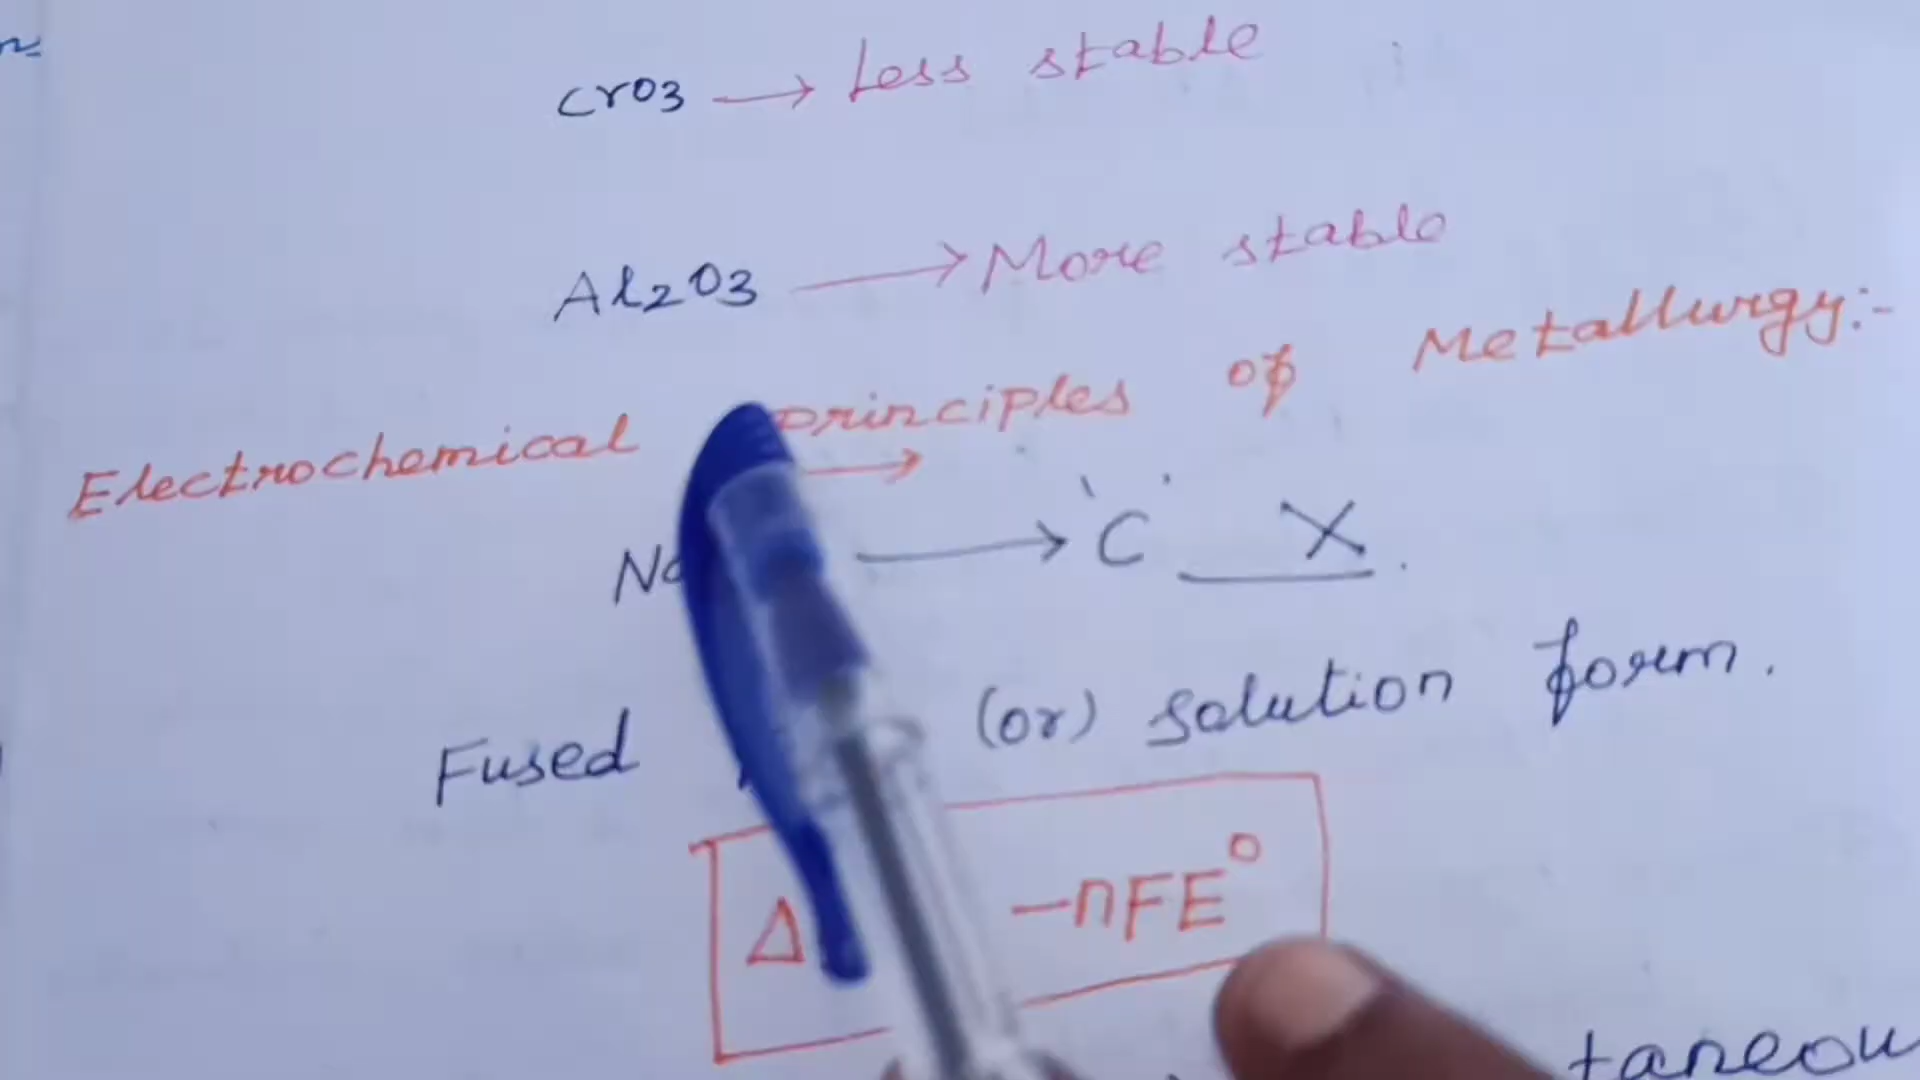 CrO3 → Less stable
Al2O3 → More stable
Electrochemical principles of Metallurgy:-
→ 'C' X.
Fused (or) solution form.
Δ -nFE°